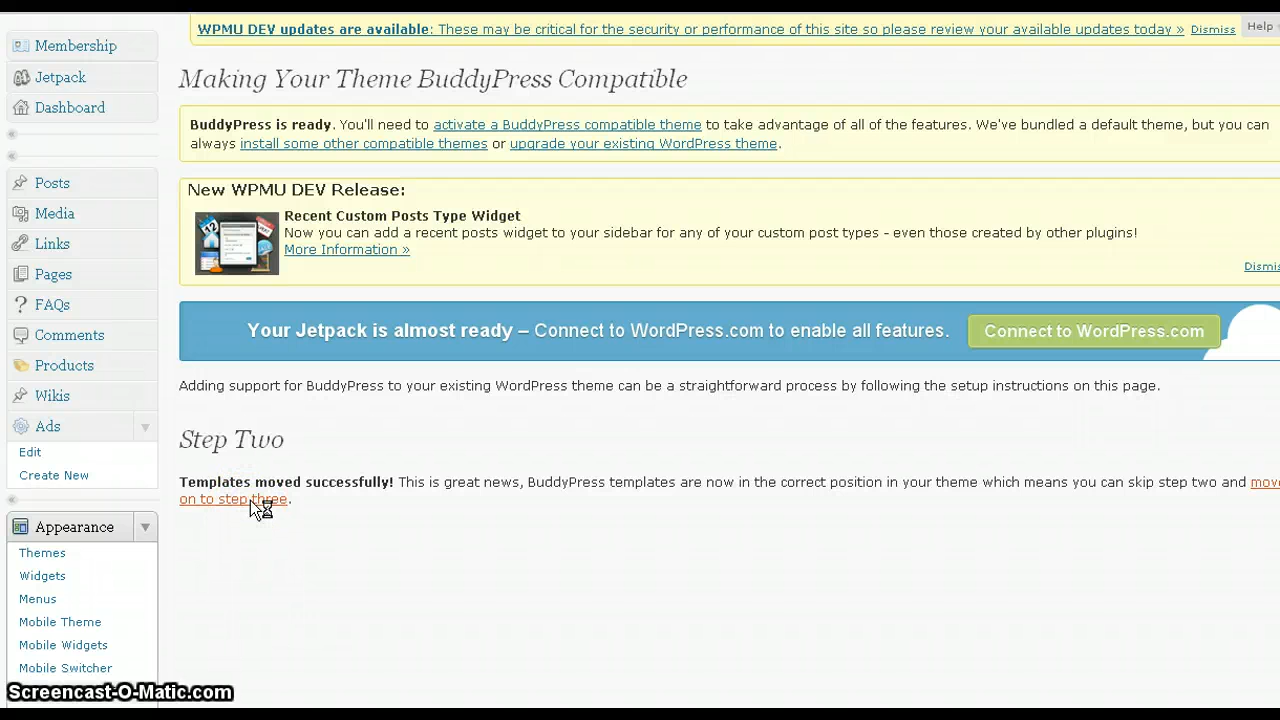 WPMU DEV updates are available: These may be critical for the security or performance of this site so please review your available updates today » Dismiss
Help
Membership
Jetpack
Dashboard
Posts
Media
Links
Pages
FAQs
Comments
Products
Wikis
Ads
Edit
Create New
Appearance
Themes
Widgets
Menus
Mobile Theme
Mobile Widgets
Mobile Switcher
Making Your Theme BuddyPress Compatible
BuddyPress is ready. You'll need to activate a BuddyPress compatible theme to take advantage of all of the features. We've bundled a default theme, but you can
always install some other compatible themes or upgrade your existing WordPress theme.
New WPMU DEV Release:
Recent Custom Posts Type Widget
Now you can add a recent posts widget to your sidebar for any of your custom post types - even those created by other plugins!
More Information »
Dismis
Your Jetpack is almost ready – Connect to WordPress.com to enable all features. Connect to WordPress.com
Adding support for BuddyPress to your existing WordPress theme can be a straightforward process by following the setup instructions on this page.
Step Two
Templates moved successfully! This is great news, BuddyPress templates are now in the correct position in your theme which means you can skip step two and move
on to step three.
Screencast-O-Matic.com